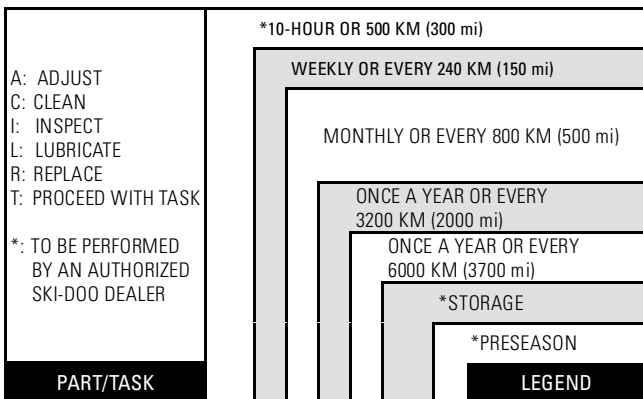 A: ADJUST
C: CLEAN
I: INSPECT
L: LUBRICATE
R: REPLACE
T: PROCEED WITH TASK
*: TO BE PERFORMED
BY AN AUTHORIZED
SKI-DOO DEALER
PART/TASK
*10-HOUR OR 500 KM (300 mi)
WEEKLY OR EVERY 240 KM (150 mi)
MONTHLY OR EVERY 800 KM (500 mi)
ONCE A YEAR OR EVERY
3200 KM (2000 mi)
ONCE A YEAR OR EVERY
6000 KM (3700 mi)
*STORAGE
*PRESEASON
LEGEND